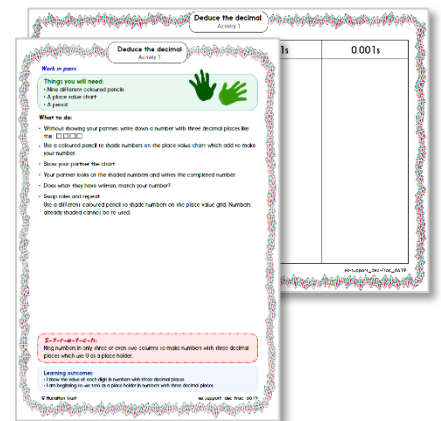 Deduce the decimal
Activity 1
Work in pairs
Things you will need:
• Nine different coloured pencils
• A place value chart
• A pencil
What to do:
• Without showing your partner, write down a number with three decimal places like
this: □.□□□
• Use a coloured pencil to shade numbers on the place value chart which add to make
your number.
• Show your partner the chart.
• Your partner looks at the shaded numbers and writes the completed number.
• Does what they have written, match your number?
• Swap roles and repeat.
Use a different coloured pencil to shade numbers on the place value grid. Numbers
already shaded cannot be re-used.
S-t-r-e-t-c-h:
Ring numbers in only three or even two columns to make numbers with three decimal
places which use 0 as a place holder.
Learning outcomes:
• I know the value of each digit in numbers with three decimal places.
• I am beginning to use zero as a place holder in numbers with three decimal places.
© Hamilton Trust
ex-support_dec-frac_6619
Deduce the decimal
Activity 1
0.001s
ex-support_dec-frac_6619